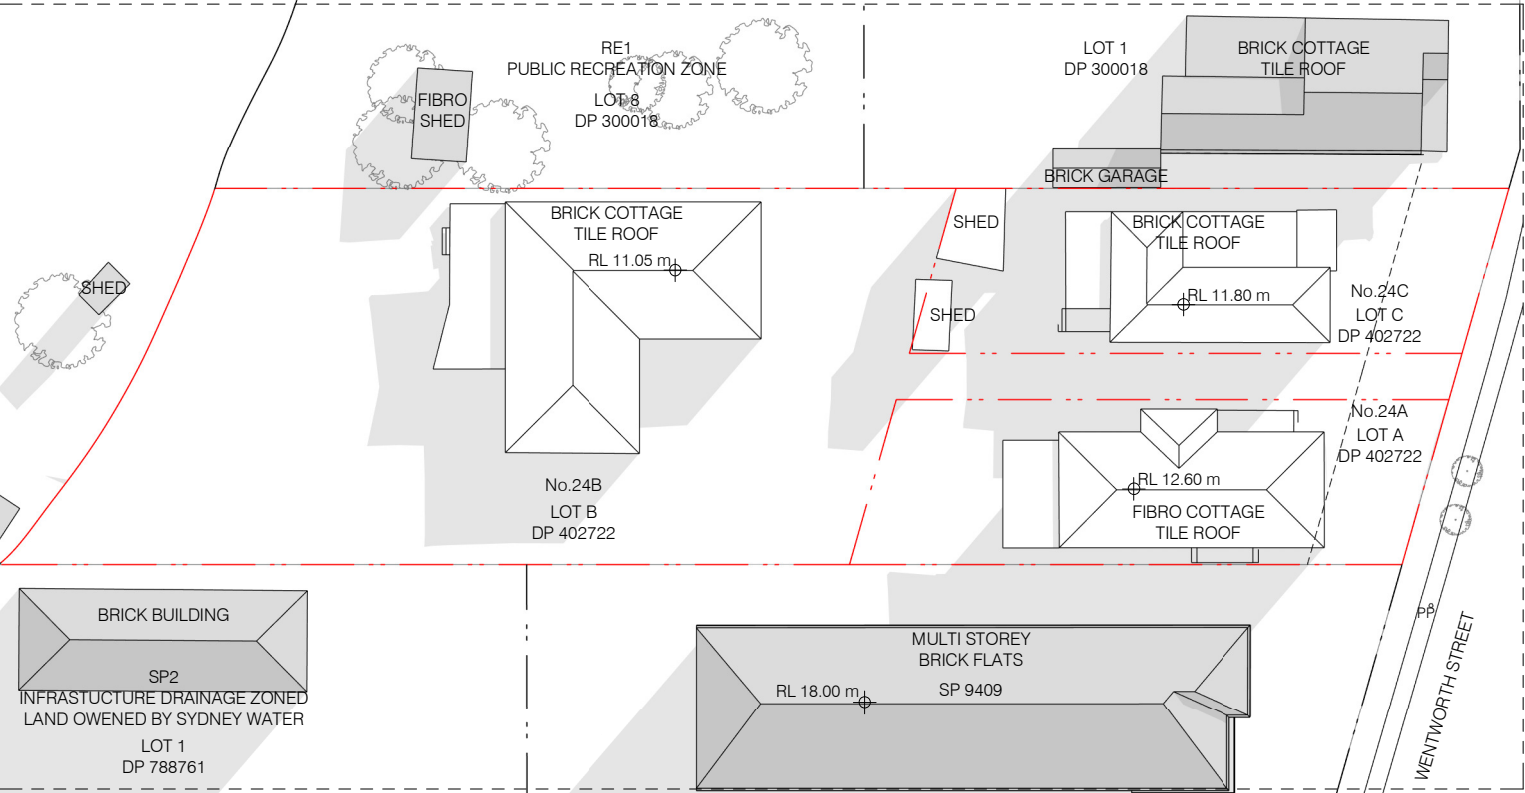 RE1
PUBLIC RECREATION ZONE
LOT 8
DP 300018
FIBRO
SHED
LOT 1
DP 300018
BRICK COTTAGE
TILE ROOF
BRICK GARAGE
BRICK COTTAGE
TILE ROOF
RL 11.05 m
SHED
BRICK COTTAGE
TILE ROOF
RL 11.80 m
SHED
SHED
No.24C
LOT C
DP 402722
No.24A
LOT A
DP 402722
RL 12.60 m
FIBRO COTTAGE
TILE ROOF
No.24B
LOT B
DP 402722
BRICK BUILDING
SP2
INFRASTUCTURE DRAINAGE ZONED
LAND OWENED BY SYDNEY WATER
LOT 1
DP 788761
MULTI STOREY
BRICK FLATS
RL 18.00 m
SP 9409
PP
WENTWORTH STREET